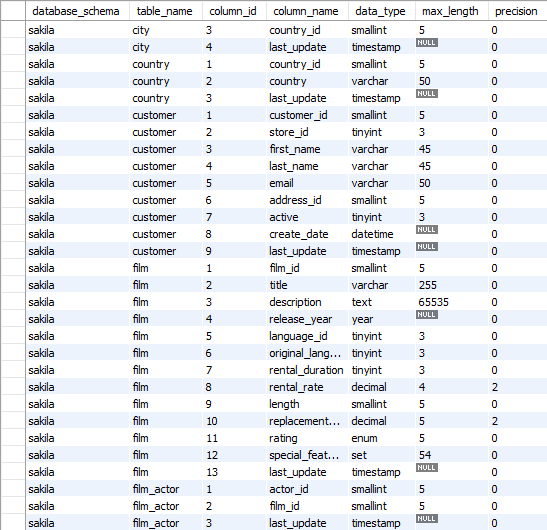 database_schema table_name column_id column_name data_type max_length precision
sakila city 3 country_id smallint 5 0
sakila city 4 last_update timestamp NULL 0
sakila country 1 country_id smallint 5 0
sakila country 2 country varchar 50 0
sakila country 3 last_update timestamp NULL 0
sakila customer 1 customer_id smallint 5 0
sakila customer 2 store_id tinyint 3 0
sakila customer 3 first_name varchar 45 0
sakila customer 4 last_name varchar 45 0
sakila customer 5 email varchar 50 0
sakila customer 6 address_id smallint 5 0
sakila customer 7 active tinyint 3 0
sakila customer 8 create_date datetime NULL 0
sakila customer 9 last_update timestamp NULL 0
sakila film 1 film_id smallint 5 0
sakila film 2 title varchar 255 0
sakila film 3 description text 65535 0
sakila film 4 release_year year NULL 0
sakila film 5 language_id tinyint 3 0
sakila film 6 original_lang... tinyint 3 0
sakila film 7 rental_duration tinyint 3 0
sakila film 8 rental_rate decimal 4 2
sakila film 9 length smallint 5 0
sakila film 10 replacement... decimal 5 2
sakila film 11 rating enum 5 0
sakila film 12 special_feat... set 54 0
sakila film 13 last_update timestamp NULL 0
sakila film_actor 1 actor_id smallint 5 0
sakila film_actor 2 film_id smallint 5 0
sakila film_actor 3 last_update timestamp NULL 0